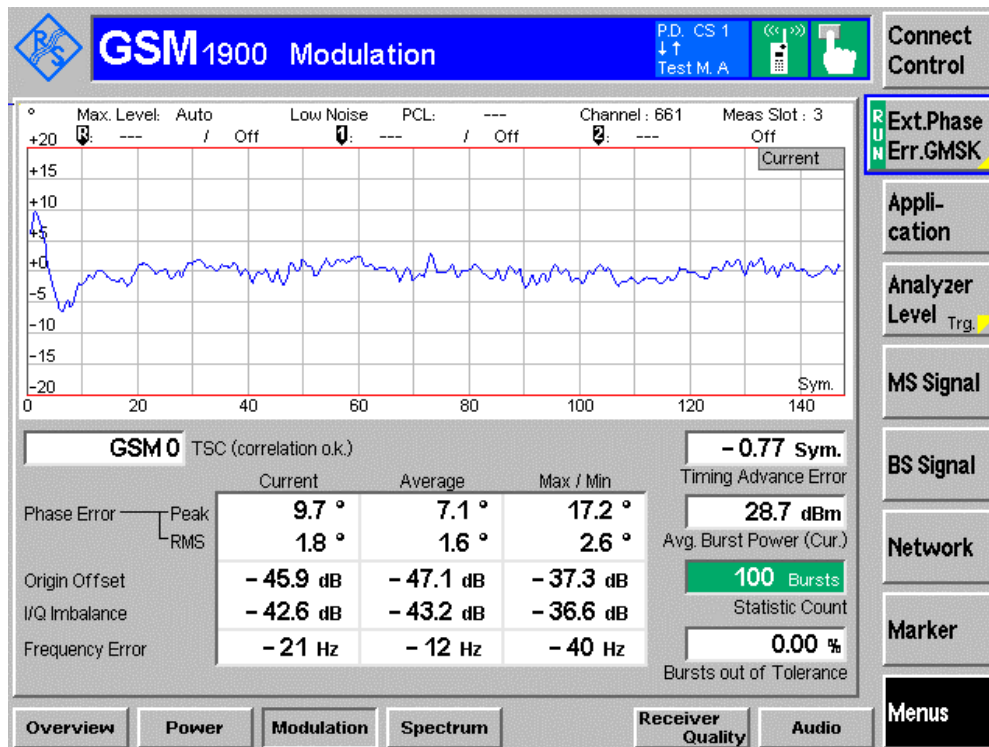 R&S GSM 1900 Modulation
P.D. CS 1
↓↑
Test M. A
Connect
Control
° Max. Level: Auto Low Noise PCL: --- Channel : 661 Meas Slot : 3
R: --- / Off 1: --- / Off 2: --- Off
Current
+20
+15
+10
+5
+0
-5
-10
-15
-20
Sym.
0 20 40 60 80 100 120 140
RUN
Ext.Phase
Err.GMSK
Appli-
cation
Analyzer
Level Trg.
MS Signal
BS Signal
Network
Marker
Menus
GSM 0 TSC (correlation o.k.)
Current Average Max / Min
Phase Error Peak 9.7 ° 7.1 ° 17.2 °
RMS 1.8 ° 1.6 ° 2.6 °
Origin Offset - 45.9 dB - 47.1 dB - 37.3 dB
I/Q Imbalance - 42.6 dB - 43.2 dB - 36.6 dB
Frequency Error - 21 Hz - 12 Hz - 40 Hz
- 0.77 Sym.
Timing Advance Error
28.7 dBm
Avg. Burst Power (Cur.)
100 Bursts
Statistic Count
0.00 %
Bursts out of Tolerance
Overview Power Modulation Spectrum Receiver Quality Audio